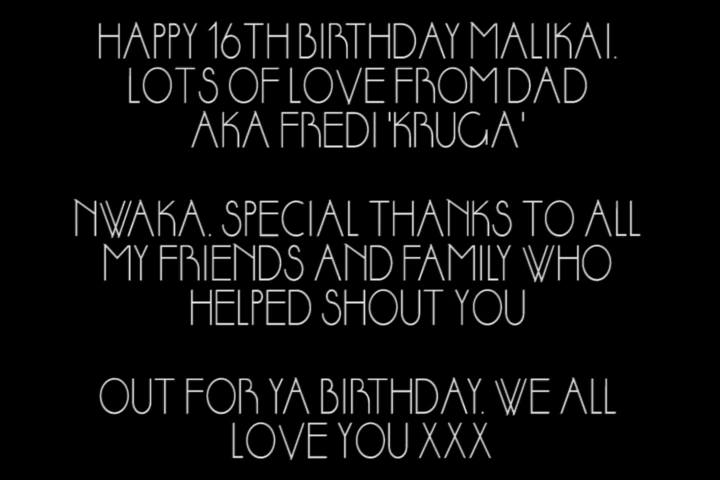 HAPPY 16TH BIRTHDAY MALIKAI.
LOTS OF LOVE FROM DAD
AKA FREDI 'KRUGA'
NWAKA. SPECIAL THANKS TO ALL
MY FRIENDS AND FAMILY WHO
HELPED SHOUT YOU
OUT FOR YA BIRTHDAY. WE ALL
LOVE YOU XXX